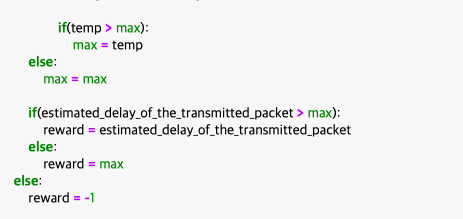 if(temp > max):
max = temp
else:
max = max
if(estimated_delay_of_the_transmitted_packet > max):
reward = estimated_delay_of_the_transmitted_packet
else:
reward = max
else:
reward = -1